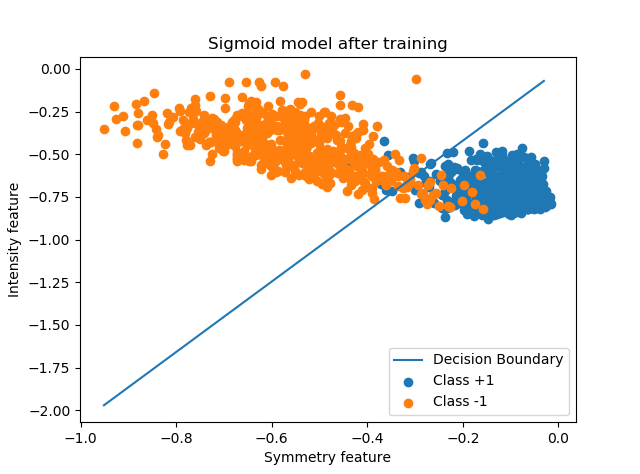 Sigmoid model after training
0.00
−0.25
−0.50
−0.75
−1.00
−1.25
−1.50
−1.75
−2.00
Intensity feature
Decision Boundary
Class +1
Class -1
−1.0 −0.8 −0.6 −0.4 −0.2 0.0
Symmetry feature